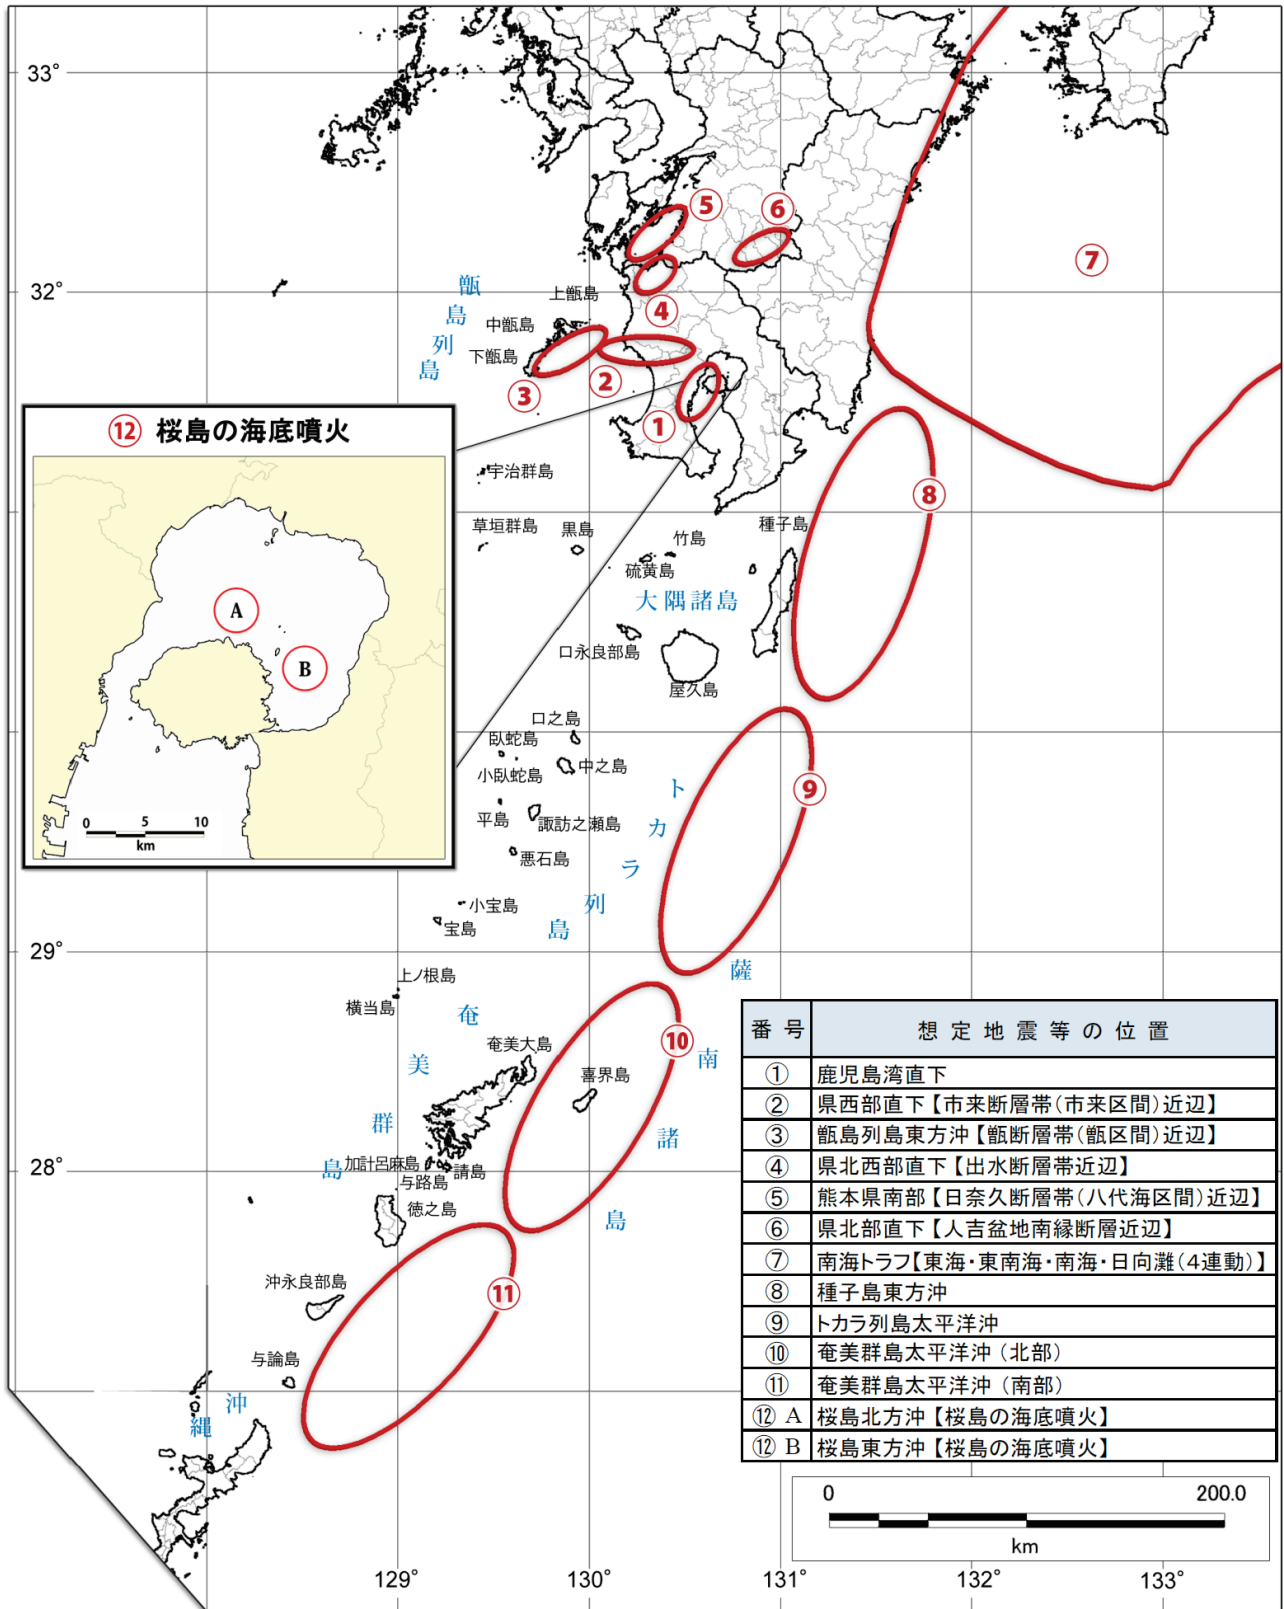 33°
32°
29°
28°
129°
130°
131°
132°
133°
⑤
⑥
⑦
④
②
③
①
⑧
⑨
⑩
⑪
甑島列島
上甑島
中甑島
下甑島
⑫ 桜島の海底噴火
A
B
0 5 10
km
宇治群島
草垣群島
黒島
竹島
硫黄島
種子島
大隅諸島
口永良部島
屋久島
口之島
臥蛇島
小臥蛇島
中之島
平島
諏訪之瀬島
悪石島
小宝島
宝島
トカラ列島
上ノ根島
横当島
奄美群島
奄美大島
喜界島
加計呂麻島
請島
与路島
徳之島
薩南諸島
沖永良部島
与論島
沖縄
番号 想定地震等の位置
① 鹿児島湾直下
② 県西部直下【市来断層帯(市来区間)近辺】
③ 甑島列島東方沖【甑断層帯(甑区間)近辺】
④ 県北西部直下【出水断層帯近辺】
⑤ 熊本県南部【日奈久断層帯(八代海区間)近辺】
⑥ 県北部直下【人吉盆地南縁断層近辺】
⑦ 南海トラフ【東海・東南海・南海・日向灘(4連動)】
⑧ 種子島東方沖
⑨ トカラ列島太平洋沖
⑩ 奄美群島太平洋沖(北部)
⑪ 奄美群島太平洋沖(南部)
⑫ A 桜島北方沖【桜島の海底噴火】
⑫ B 桜島東方沖【桜島の海底噴火】
0 200.0
km